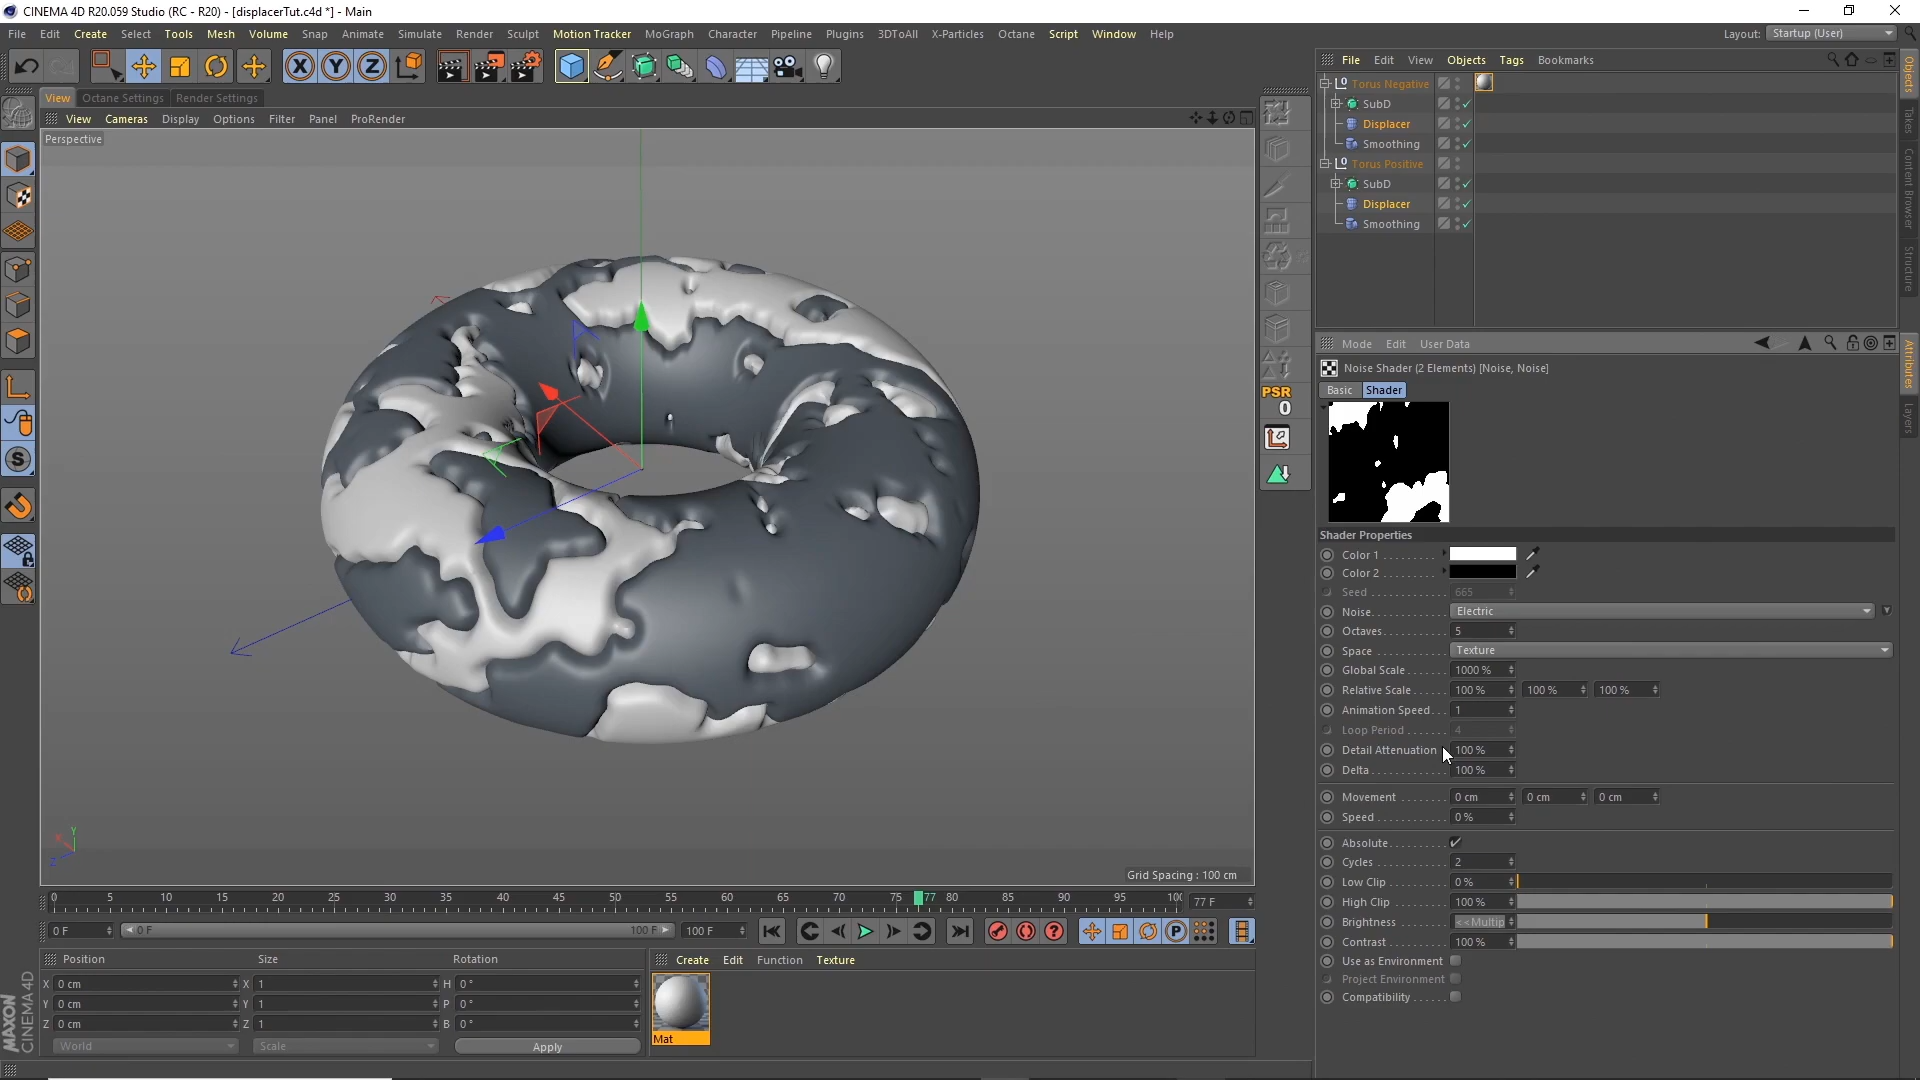 CINEMA 4D R20.059 Studio (RC - R20) - [displacerTut.c4d *] - Main
File Edit Create Select Tools Mesh Volume Snap Animate Simulate Render Sculpt Motion Tracker MoGraph Character Pipeline Plugins 3DToAll X-Particles Octane Script Window Help
Layout: Startup (User)
File Edit View Objects Tags Bookmarks
View Octane Settings Render Settings
View Cameras Display Options Filter Panel ProRender
Perspective
Torus Negative
SubD
Displacer
Smoothing
Torus Positive
SubD
Displacer
Smoothing
Objects
Takes
Content Browser
Structure
PSR
0
Mode Edit User Data
Noise Shader (2 Elements) [Noise, Noise]
Basic Shader
Attributes
Layers
Shader Properties
Color 1
Color 2
Seed 665
Noise Electric
Octaves 5
Space Texture
Global Scale 1000 %
Relative Scale 100 % 100 % 100 %
Animation Speed 1
Loop Period 4
Detail Attenuation 100 %
Delta 100 %
Movement 0 cm 0 cm 0 cm
Speed 0 %
Absolute
Cycles 2
Low Clip 0 %
High Clip 100 %
Brightness <<Multip
Contrast 100 %
Use as Environment
Project Environment
Compatibility
Y
X
Z
Grid Spacing : 100 cm
0 5 10 15 20 25 30 35 40 45 50 55 60 65 70 75 77 80 85 90 95 10 77 F
0 F 0 F 100 F 100 F
Position Size Rotation
X 0 cm X 1 H 0 °
Y 0 cm Y 1 P 0 °
Z 0 cm Z 1 B 0 °
World Scale Apply
Create Edit Function Texture
Mat
MAXON
CINEMA 4D